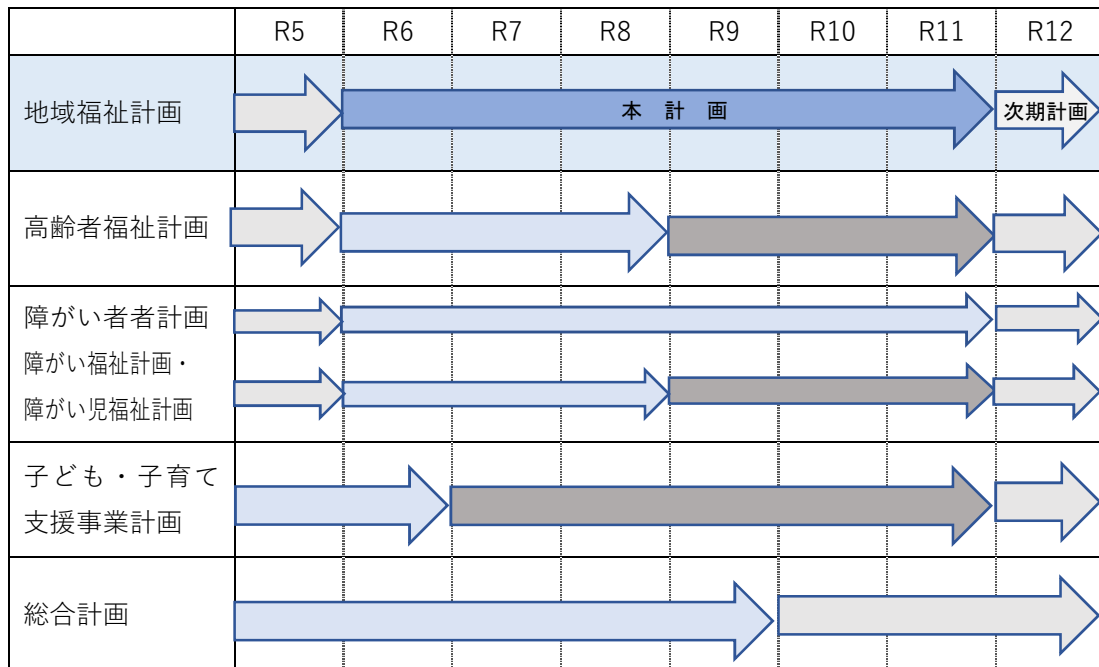 R5 R6 R7 R8 R9 R10 R11 R12
地域福祉計画
本 計 画
次期計画
高齢者福祉計画
障がい者者計画
障がい福祉計画・
障がい児福祉計画
子ども・子育て
支援事業計画
総合計画